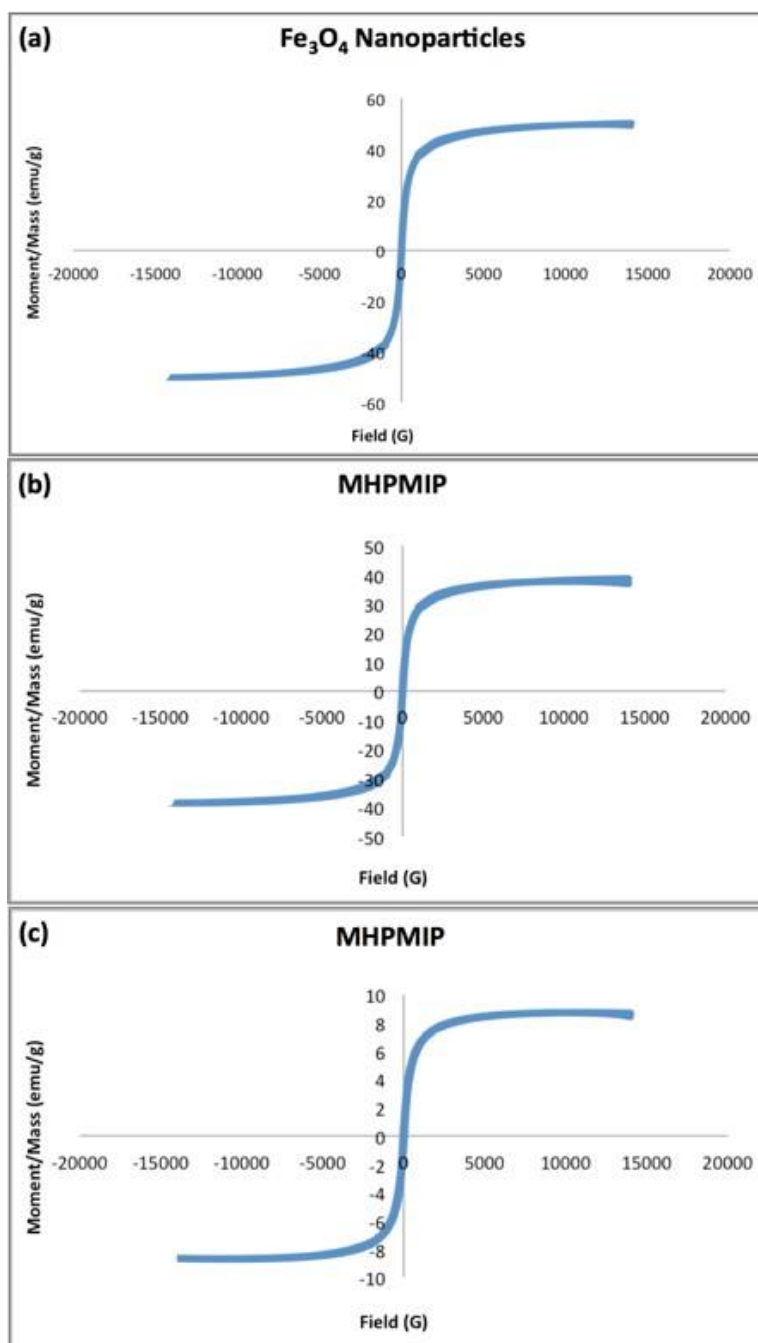 (a)
Fe₃O₄ Nanoparticles
Moment/Mass (emu/g)
60
40
20
0
-20000 -15000 -10000 -5000 0 5000 10000 15000 20000
-20
-40
-60
Field (G)
(b)
MHPMIP
Moment/Mass (emu/g)
50
40
30
20
10
0
-20000 -15000 -10000 -5000 0 5000 10000 15000 20000
-10
-20
-30
-40
-50
Field (G)
(c)
MHPMIP
Moment/Mass (emu/g)
10
8
6
4
2
0
-20000 -15000 -10000 -5000 0 5000 10000 15000 20000
-2
-4
-6
-8
-10
Field (G)